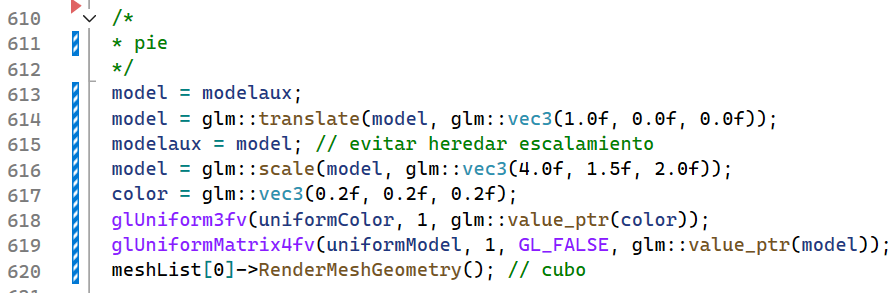 610 /*
611 * pie
612 */
613 model = modelaux;
614 model = glm::translate(model, glm::vec3(1.0f, 0.0f, 0.0f));
615 modelaux = model; // evitar heredar escalamiento
616 model = glm::scale(model, glm::vec3(4.0f, 1.5f, 2.0f));
617 color = glm::vec3(0.2f, 0.2f, 0.2f);
618 glUniform3fv(uniformColor, 1, glm::value_ptr(color));
619 glUniformMatrix4fv(uniformModel, 1, GL_FALSE, glm::value_ptr(model));
620 meshList[0]->RenderMeshGeometry(); // cubo